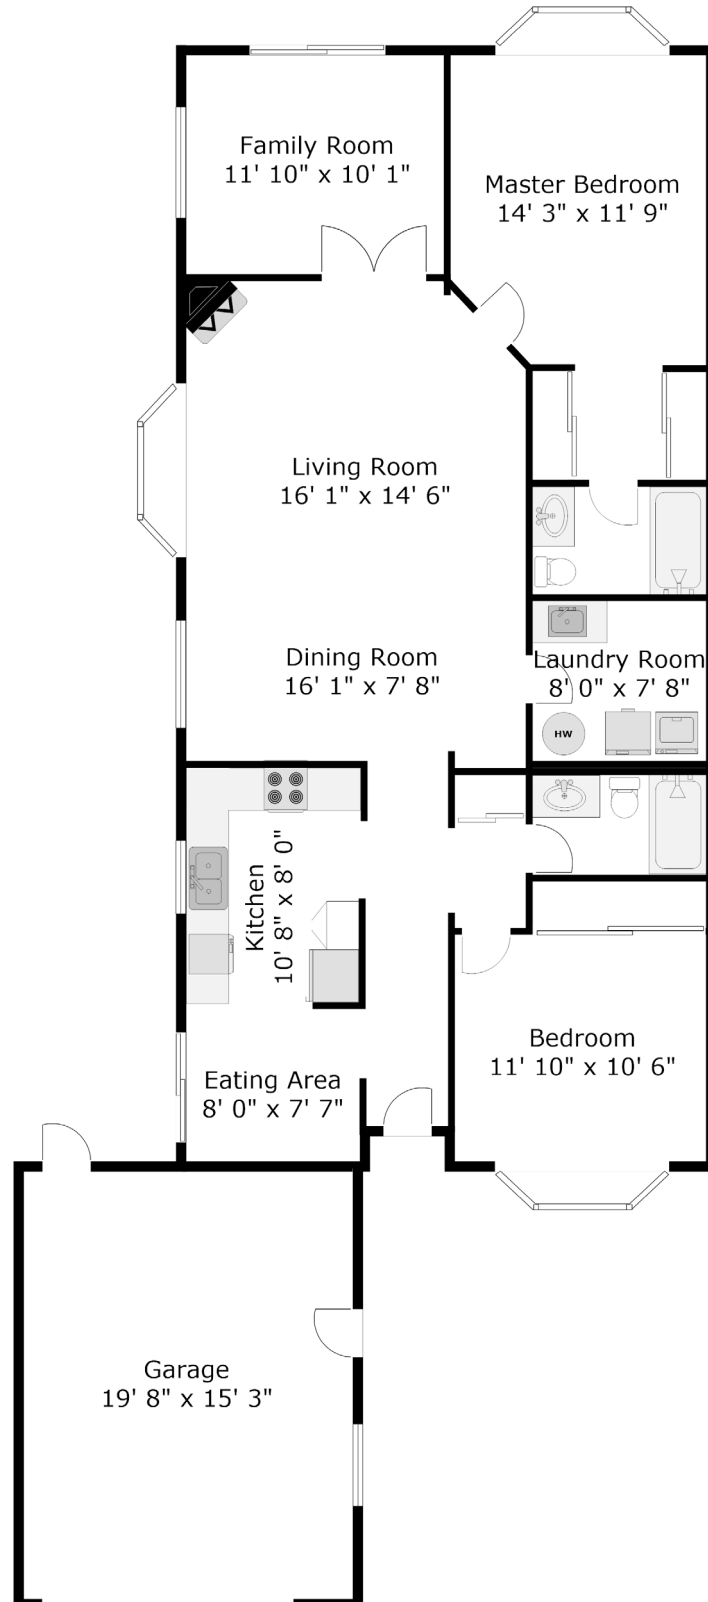 Family Room
11' 10" x 10' 1"
Master Bedroom
14' 3" x 11' 9"
Living Room
16' 1" x 14' 6"
Dining Room
16' 1" x 7' 8"
Laundry Room
8' 0" x 7' 8"
HW
Kitchen
10' 8" x 8' 0"
Bedroom
11' 10" x 10' 6"
Eating Area
8' 0" x 7' 7"
Garage
19' 8" x 15' 3"